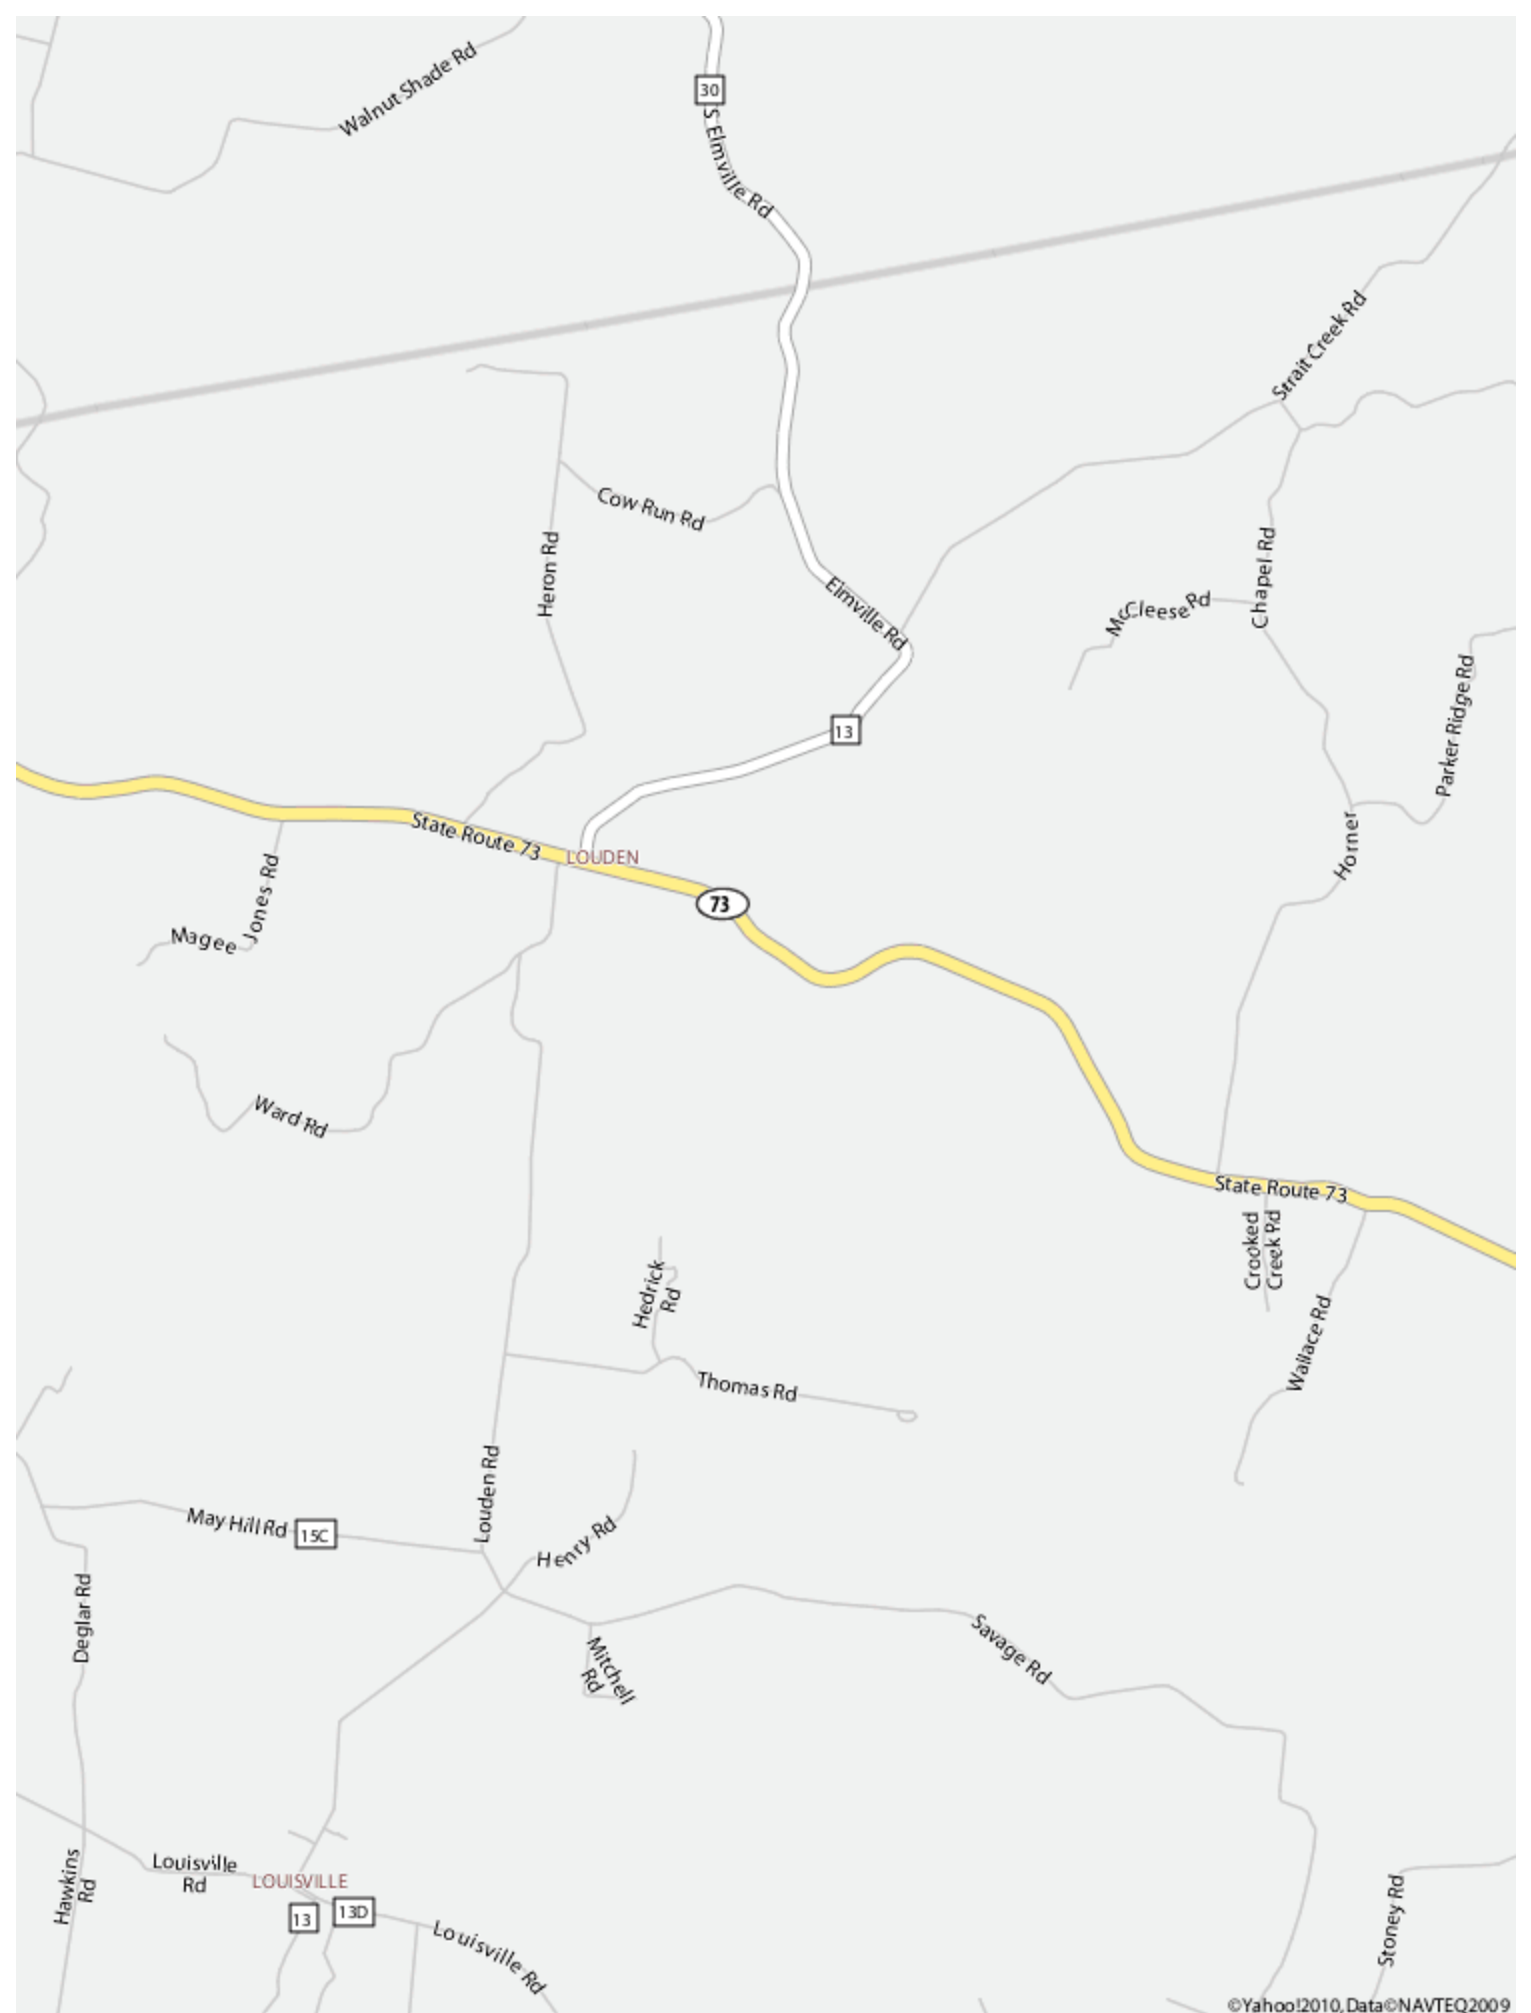 Walnut Shade Rd
30
S Elmville Rd
Strait Creek Rd
Cow Run Rd
Heron Rd
Chapel Rd
Elmville Rd
McCleese Rd
Parker Ridge Rd
13
State Route 73
LOUDEN
Horner
73
Jones Rd
Magee
Ward Rd
State Route 73
Crooked
Creek Rd
Hedrick
Rd
Wallace Rd
Thomas Rd
Louden Rd
May Hill Rd
15C
Henry Rd
Deglar Rd
Mitchell
Rd
Savage Rd
Hawkins
Rd
Louisville
Rd
LOUISVILLE
13
13D
Louisville Rd
Stoney Rd
©Yahoo!2010, Data©NAVTEQ2009